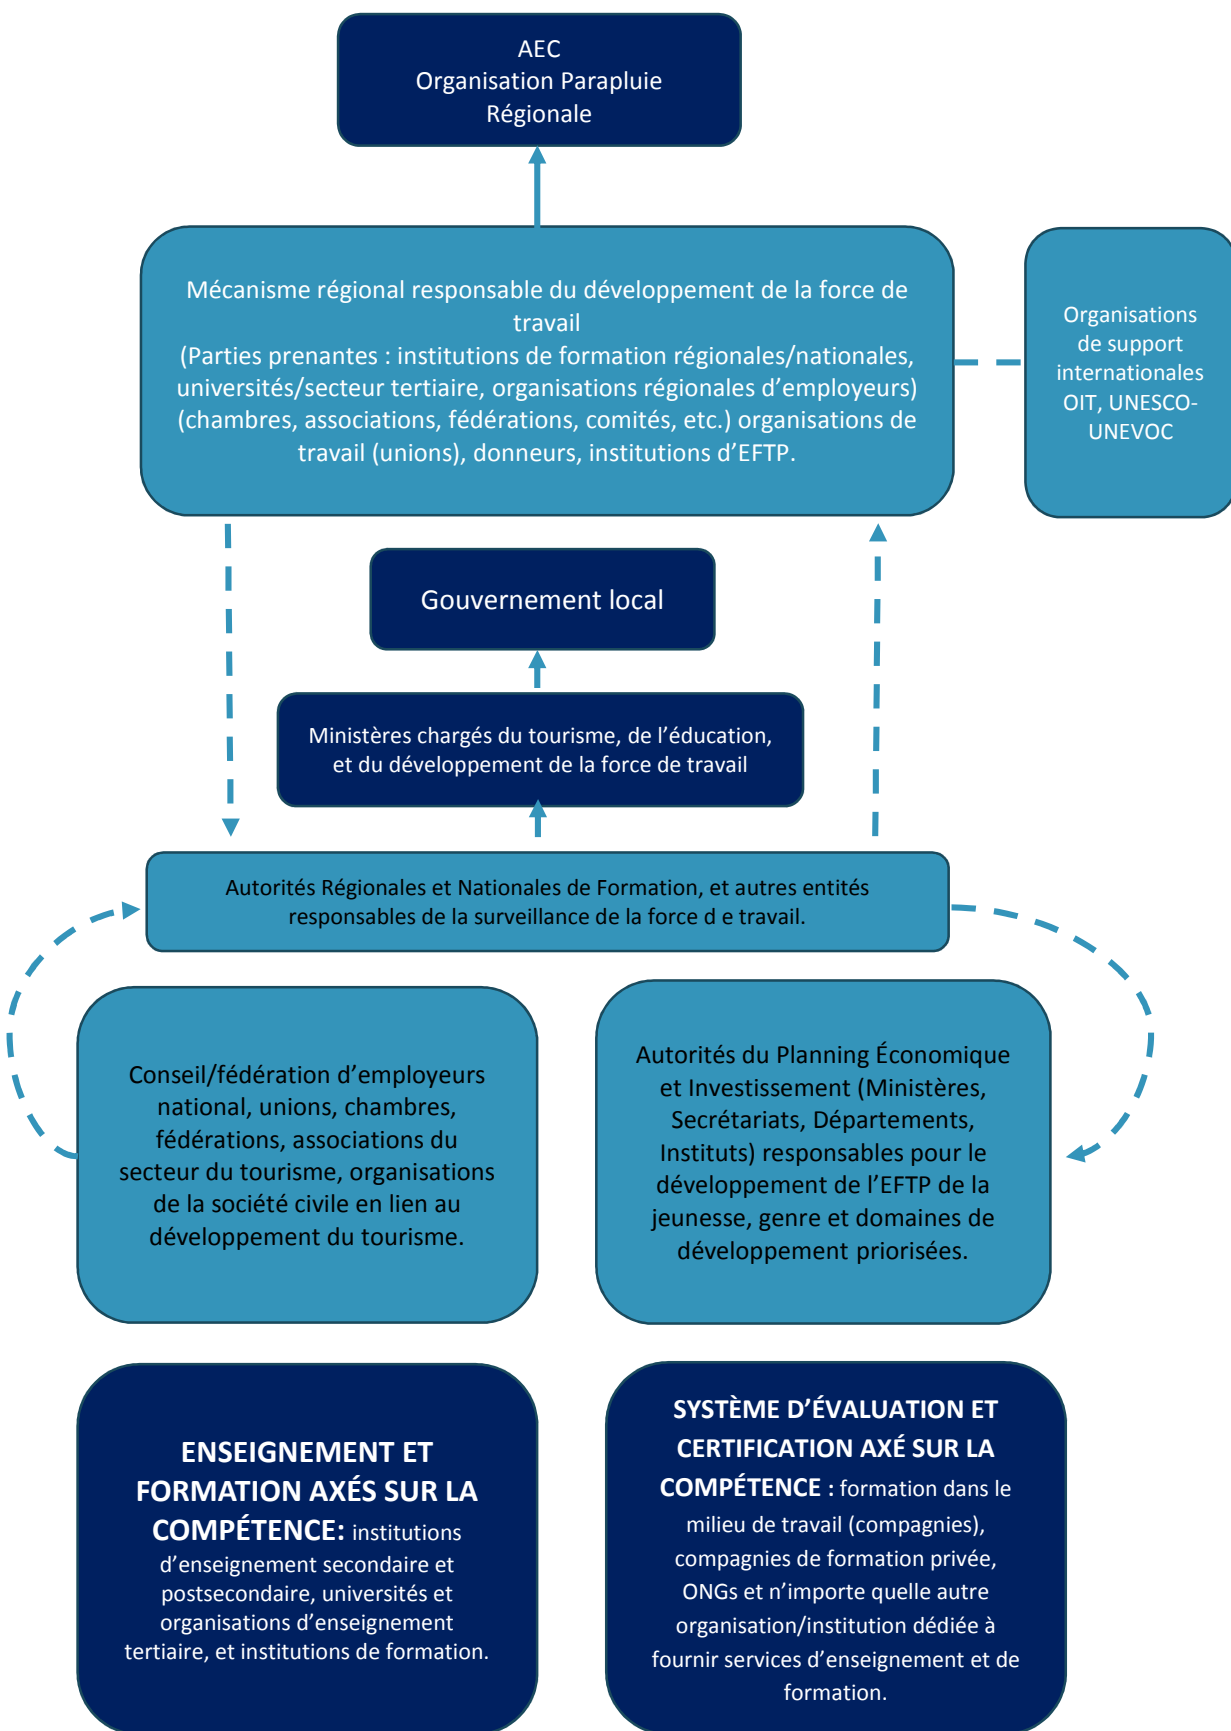 AEC
Organisation Parapluie
Régionale
Mécanisme régional responsable du développement de la force de
travail
(Parties prenantes : institutions de formation régionales/nationales,
universités/secteur tertiaire, organisations régionales d’employeurs)
(chambres, associations, fédérations, comités, etc.) organisations de
travail (unions), donneurs, institutions d’EFTP.
Organisations
de support
internationales
OIT, UNESCO-
UNEVOC
Gouvernement local
Ministères chargés du tourisme, de l’éducation,
et du développement de la force de travail
Autorités Régionales et Nationales de Formation, et autres entités
responsables de la surveillance de la force d e travail.
Conseil/fédération d’employeurs
national, unions, chambres,
fédérations, associations du
secteur du tourisme, organisations
de la société civile en lien au
développement du tourisme.
Autorités du Planning Économique
et Investissement (Ministères,
Secrétariats, Départements,
Instituts) responsables pour le
développement de l’EFTP de la
jeunesse, genre et domaines de
développement priorisées.
ENSEIGNEMENT ET
FORMATION AXÉS SUR LA
COMPÉTENCE: institutions
d’enseignement secondaire et
postsecondaire, universités et
organisations d’enseignement
tertiaire, et institutions de formation.
SYSTÈME D’ÉVALUATION ET
CERTIFICATION AXÉ SUR LA
COMPÉTENCE : formation dans le
milieu de travail (compagnies),
compagnies de formation privée,
ONGs et n’importe quelle autre
organisation/institution dédiée à
fournir services d’enseignement et de
formation.